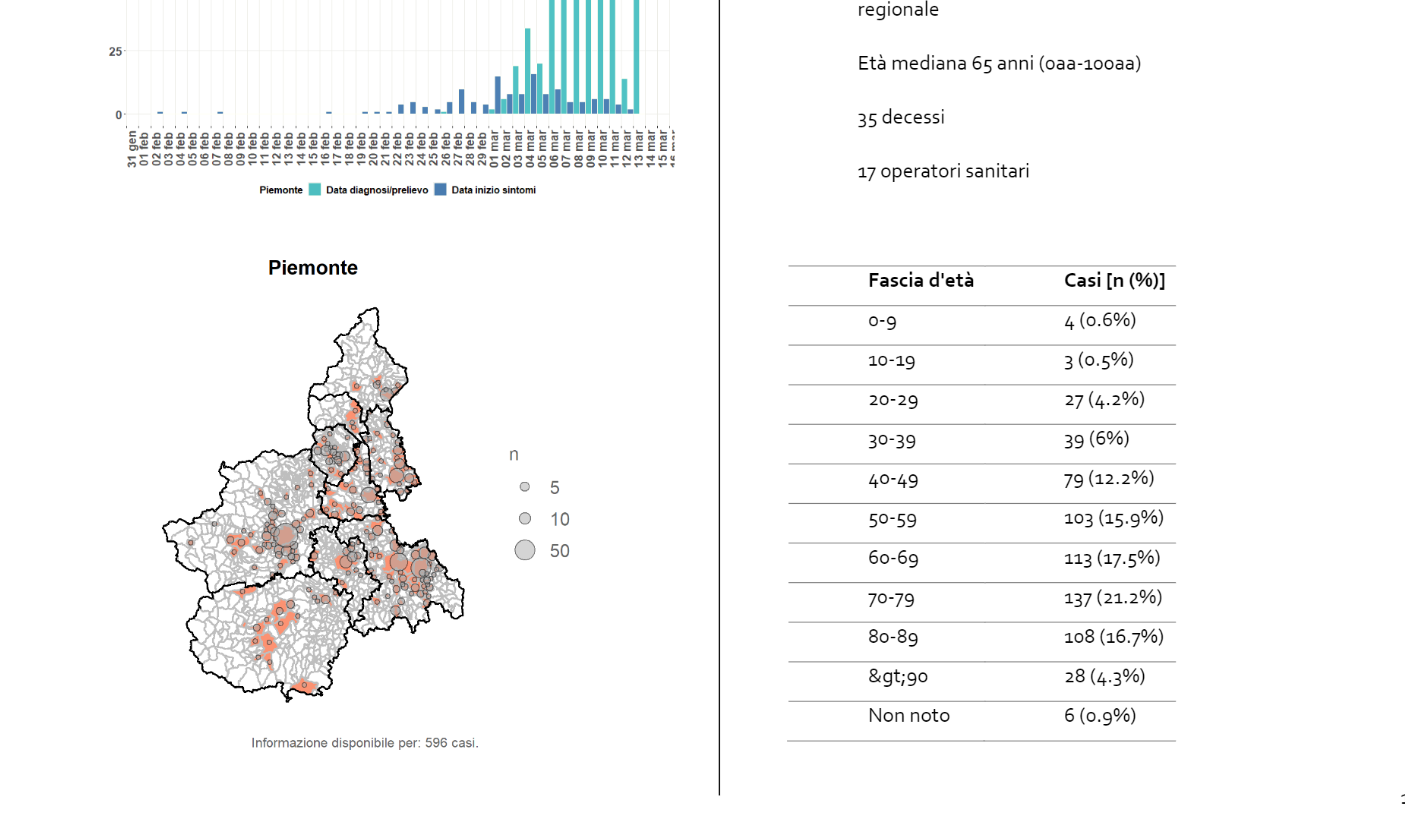 25
0
31 gen
01 feb
02 feb
03 feb
04 feb
05 feb
06 feb
07 feb
08 feb
09 feb
10 feb
11 feb
12 feb
13 feb
14 feb
15 feb
16 feb
17 feb
18 feb
19 feb
20 feb
21 feb
22 feb
23 feb
24 feb
25 feb
26 feb
27 feb
28 feb
29 feb
01 mar
02 mar
03 mar
04 mar
05 mar
06 mar
07 mar
08 mar
09 mar
10 mar
11 mar
12 mar
13 mar
14 mar
15 mar
Piemonte Data diagnosi/prelievo Data inizio sintomi
Piemonte
n
5
10
50
Informazione disponibile per: 596 casi.
regionale
Età mediana 65 anni (0aa-100aa)
35 decessi
17 operatori sanitari
Fascia d'età Casi [n (%)]
0-9 4 (0.6%)
10-19 3 (0.5%)
20-29 27 (4.2%)
30-39 39 (6%)
40-49 79 (12.2%)
50-59 103 (15.9%)
60-69 113 (17.5%)
70-79 137 (21.2%)
80-89 108 (16.7%)
&gt;90 28 (4.3%)
Non noto 6 (0.9%)